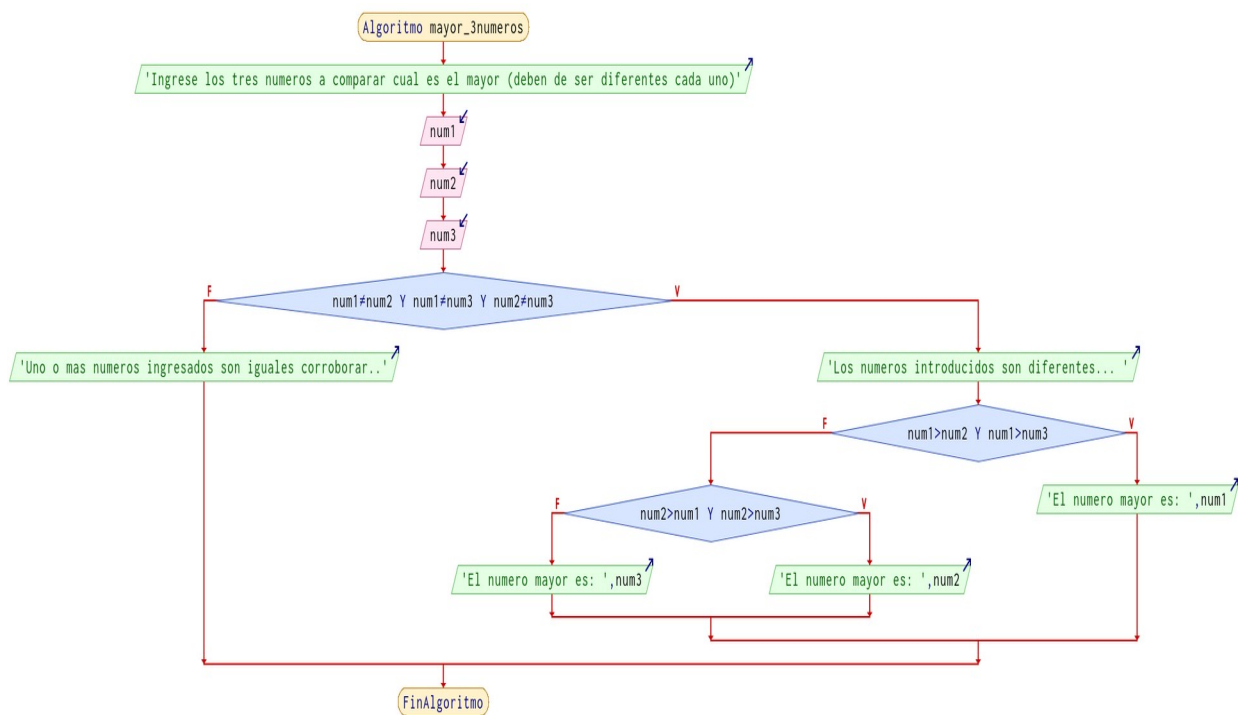 Algoritmo mayor_3numeros
'Ingrese los tres numeros a comparar cual es el mayor (deben de ser diferentes cada uno)'
num1
num2
num3
F
V
num1≠num2 Y num1≠num3 Y num2≠num3
'Uno o mas numeros ingresados son iguales corroborar..'
'Los numeros introducidos son diferentes... '
F
V
num1>num2 Y num1>num3
'El numero mayor es: ',num1
F
V
num2>num1 Y num2>num3
'El numero mayor es: ',num3
'El numero mayor es: ',num2
FinAlgoritmo